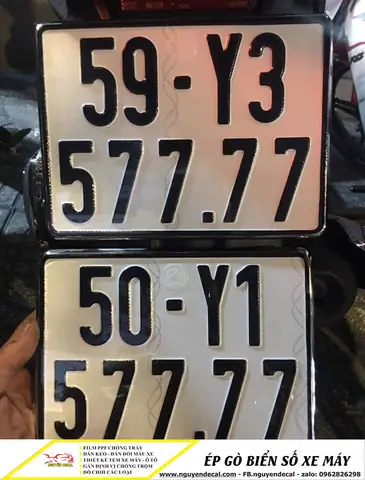 59-Y3
577.77
50-Y1
577.77
FILM PPF CHỐNG TRẦY
DÁN KEO - DÁN ĐỔI MÀU XE
THIẾT KẾ TEM XE MÁY - Ô TÔ
GẮN ĐỊNH VỊ CHỐNG TRỘM
ĐỒ CHƠI CÁC LOẠI
ÉP GÒ BIỂN SỐ XE MÁY
www.nguyendecal.com - FB.nguyendecal - zalo: 0962826298